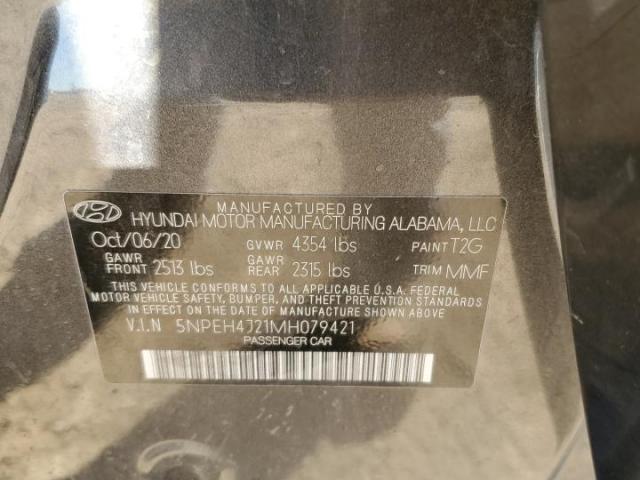 MANUFACTURED BY
HYUNDAI MOTOR MANUFACTURING ALABAMA, LLC
Oct/06/20 GVWR 4354 lbs PAINT T2G
GAWR FRONT 2513 lbs GAWR REAR 2315 lbs TRIM MMF
THIS VEHICLE CONFORMS TO ALL APPLICABLE U.S.A. FEDERAL
MOTOR VEHICLE SAFETY, BUMPER, AND THEFT PREVENTION STANDARDS
IN EFFECT ON THE DATE OF MANUFACTURE SHOWN ABOVE.
V.I.N 5NPEH4J21MH079421
PASSENGER CAR